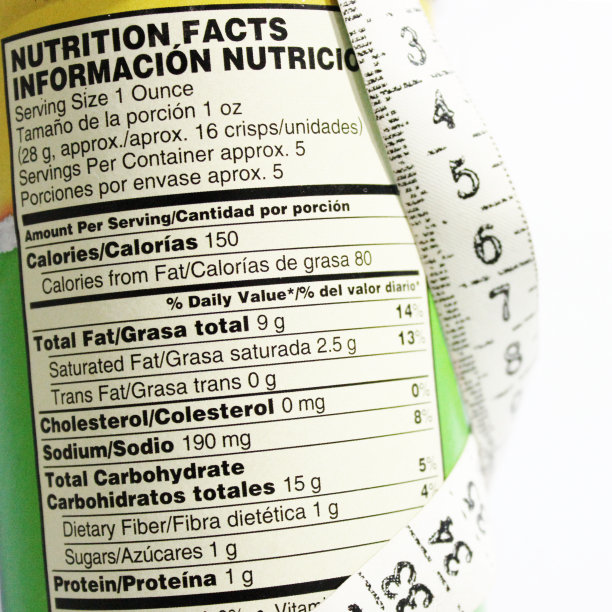 NUTRITION FACTS
INFORMACIÓN NUTRICIO
Serving Size 1 Ounce
Tamaño de la porción 1 oz
(28 g, approx./aprox. 16 crisps/unidades)
Servings Per Container approx. 5
Porciones por envase aprox. 5
Amount Per Serving/Cantidad por porción
Calories/Calorías 150
Calories from Fat/Calorías de grasa 80
% Daily Value*/% del valor diario*
Total Fat/Grasa total 9 g 14%
Saturated Fat/Grasa saturada 2.5 g 13%
Trans Fat/Grasa trans 0 g
Cholesterol/Colesterol 0 mg 0%
Sodium/Sodio 190 mg 8%
Total Carbohydrate
Carbohidratos totales 15 g 5%
Dietary Fiber/Fibra dietética 1 g 4%
Sugars/Azúcares 1 g
Protein/Proteína 1 g
3
4
5
6
7
8